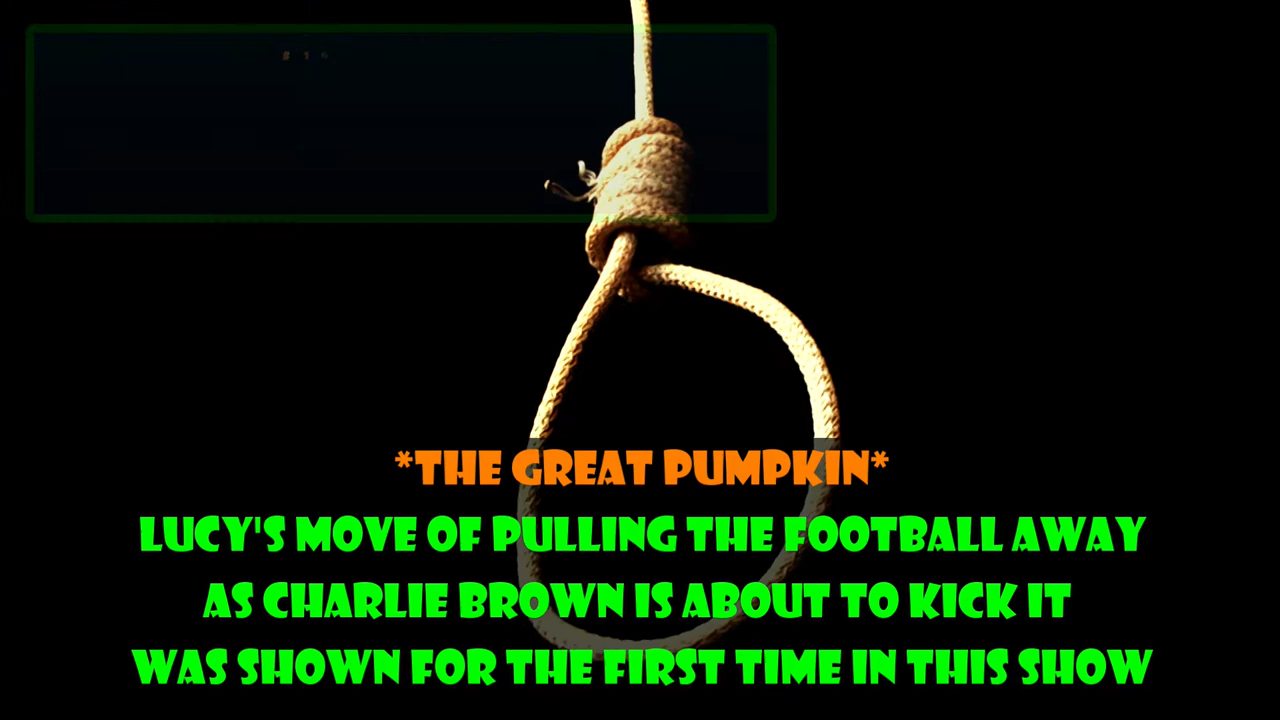 *THE GREAT PUMPKIN*
LUCY'S MOVE OF PULLING THE FOOTBALL AWAY
AS CHARLIE BROWN IS ABOUT TO KICK IT
WAS SHOWN FOR THE FIRST TIME IN THIS SHOW